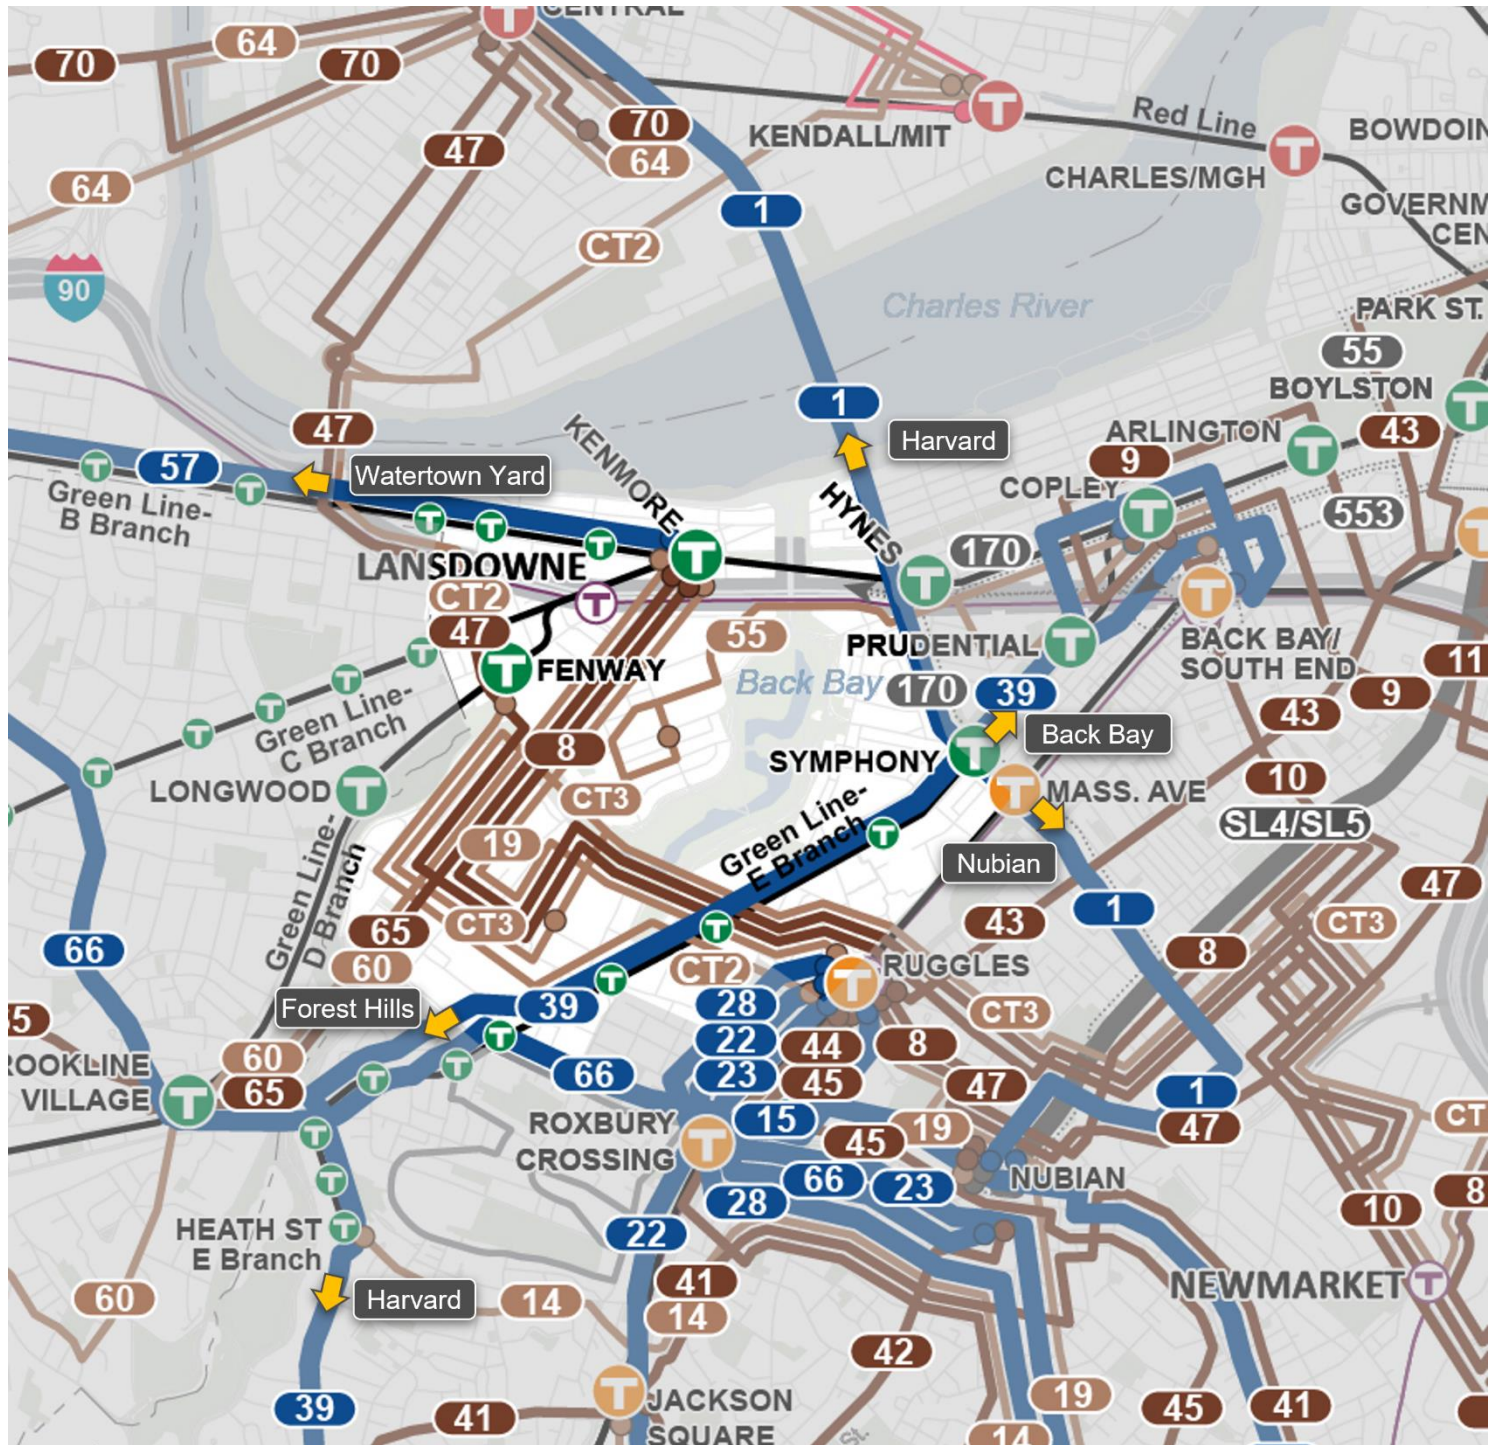 CENTRAL
64
70
70
70
64
47
64
KENDALL/MIT
Red Line
BOWDOIN
CHARLES/MGH
GOVERNM
CEN
1
CT2
90
Charles River
PARK ST.
55
BOYLSTON
1
47
KENMORE
Harvard
ARLINGTON
43
9
57
Watertown Yard
COPLEY
HYNES
553
Green Line-
B Branch
170
LANSDOWNE
CT2
47
55
PRUDENTIAL
BACK BAY/
SOUTH END
11
FENWAY
Back Bay
170
39
9
43
Green Line-
C Branch
8
Back Bay
SYMPHONY
10
LONGWOOD
CT3
MASS. AVE
SL4/SL5
19
Green Line-
E Branch
Nubian
47
Green Line-
D Branch
65
CT3
43
1
CT3
66
60
CT2
RUGGLES
8
Forest Hills
39
28
CT3
35
22
44
8
ROOKLINE
VILLAGE
60
65
66
23
45
47
1
ROXBURY
CROSSING
15
45
19
47
CT
66
23
NUBIAN
28
10
8
HEATH ST
E Branch
22
41
NEWMARKET
60
Harvard
14
14
42
39
41
JACKSON
SQUARE
19
45
41
St.
14